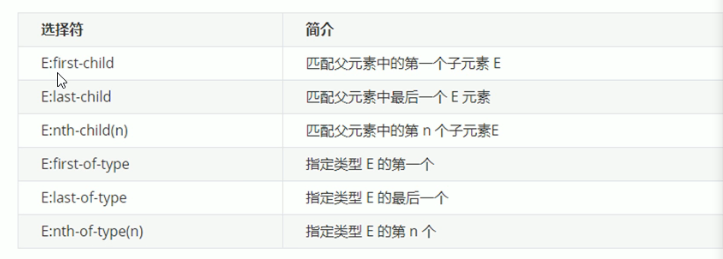 选择符 简介
E:first-child 匹配父元素中的第一个子元素 E
E:last-child 匹配父元素中最后一个 E 元素
E:nth-child(n) 匹配父元素中的第 n 个子元素E
E:first-of-type 指定类型 E 的第一个
E:last-of-type 指定类型 E 的最后一个
E:nth-of-type(n) 指定类型 E 的第 n 个